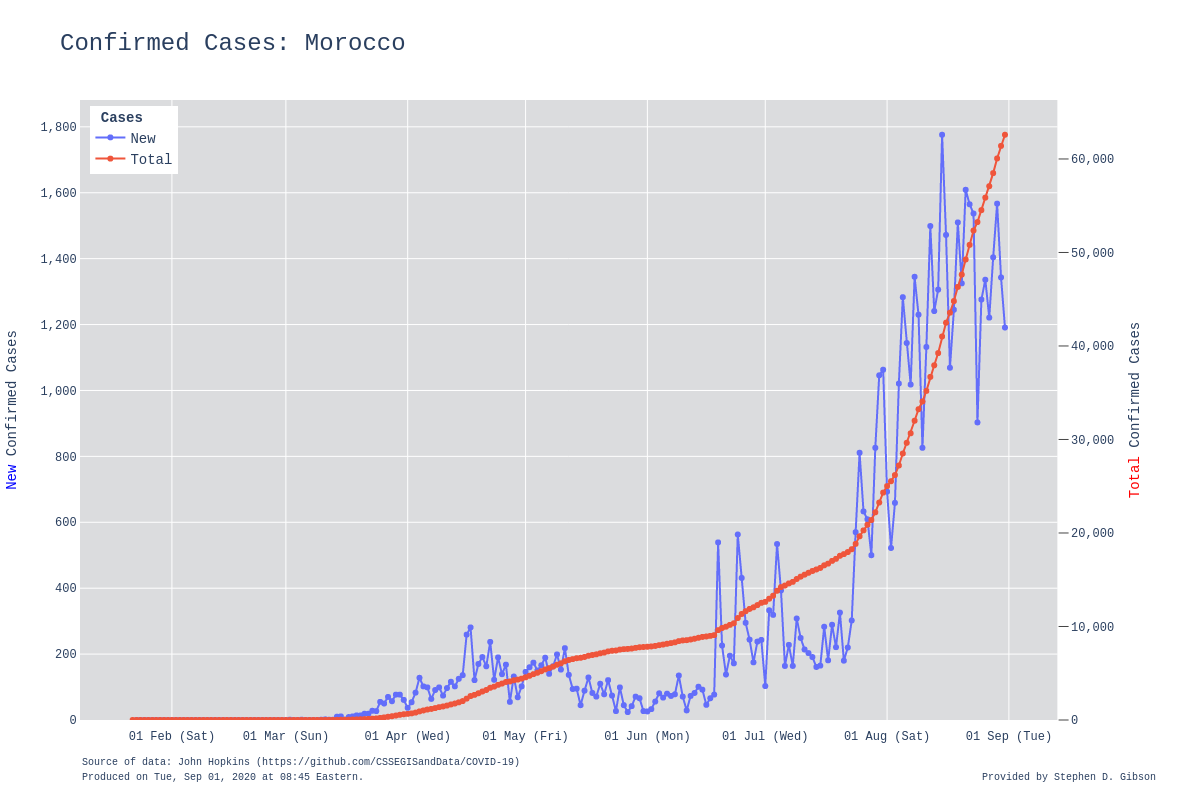 Confirmed Cases: Morocco
Cases
New
Total
1,800
1,600
1,400
1,200
1,000
800
600
400
200
0
60,000
50,000
40,000
30,000
20,000
10,000
0
New Confirmed Cases
Total Confirmed Cases
01 Feb (Sat)
01 Mar (Sun)
01 Apr (Wed)
01 May (Fri)
01 Jun (Mon)
01 Jul (Wed)
01 Aug (Sat)
01 Sep (Tue)
Source of data: John Hopkins (https://github.com/CSSEGISandData/COVID-19)
Produced on Tue, Sep 01, 2020 at 08:45 Eastern.
Provided by Stephen D. Gibson